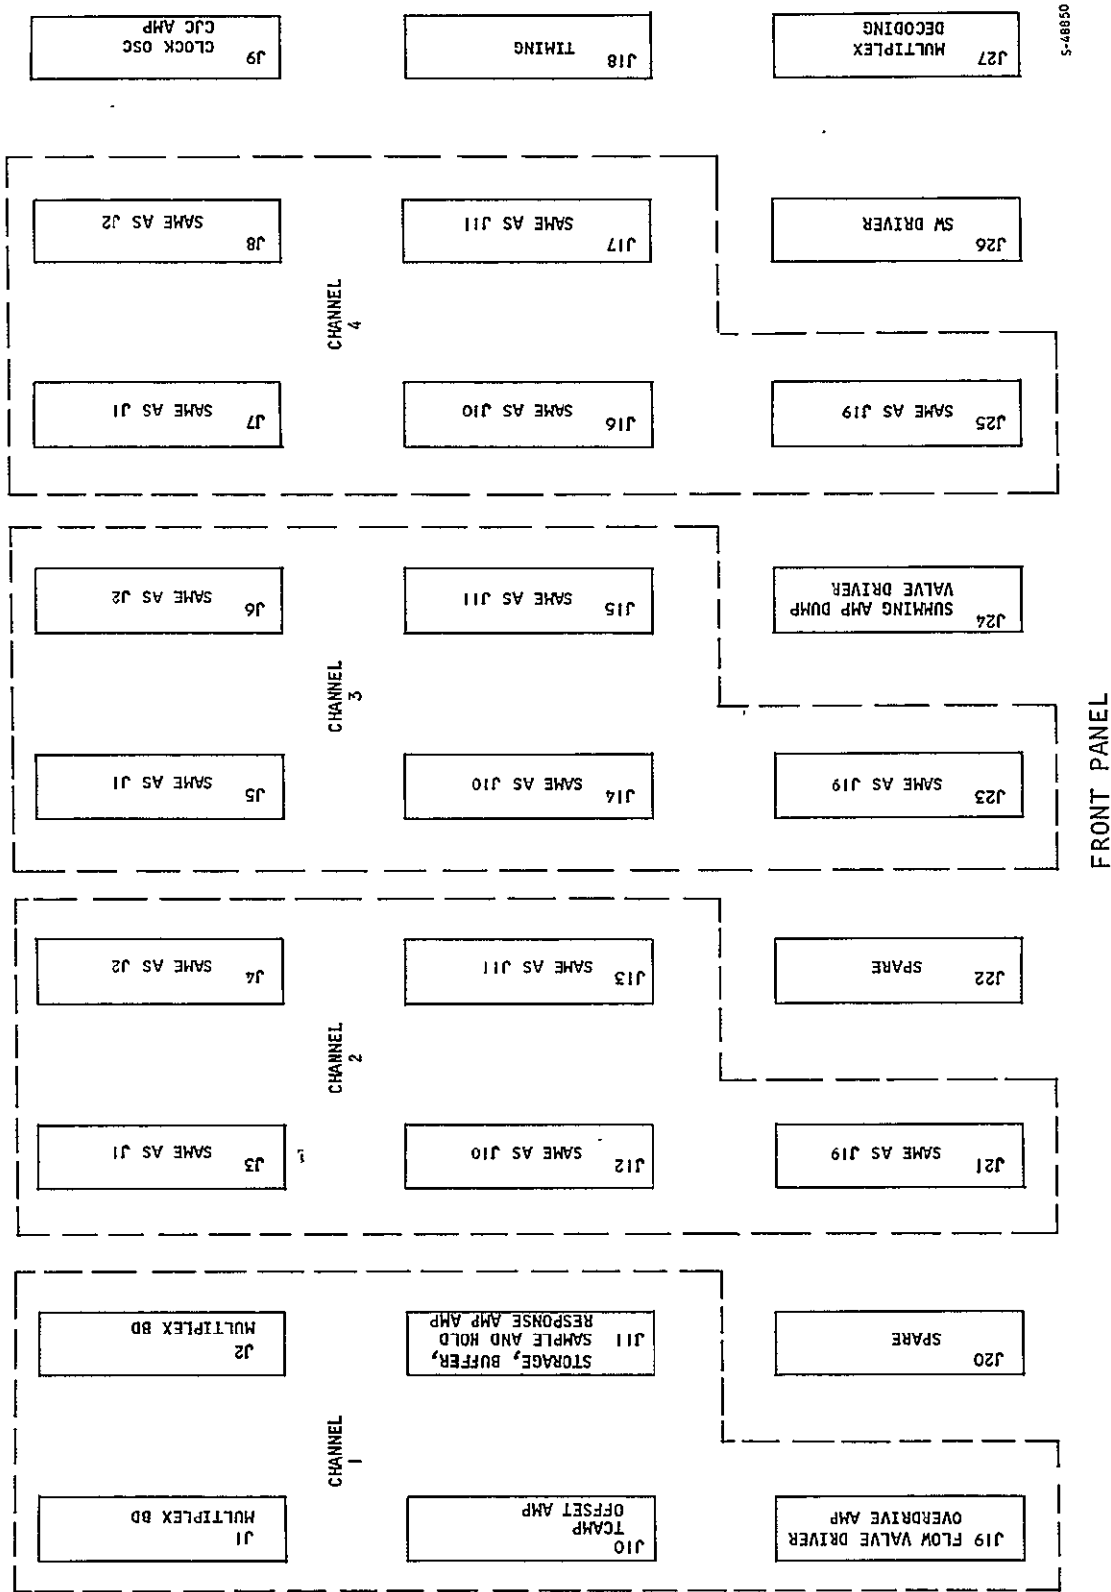 J9
CLOCK OSC
CJC AMP
J18
TIMING
J27
MULTIPLEX
DECODING
S-48850
J8
SAME AS J2
J17
SAME AS J11
J26
SW DRIVER
CHANNEL
4
J7
SAME AS J1
J16
SAME AS J10
J25
SAME AS J19
J6
SAME AS J2
J15
SAME AS J11
J24
SUMMING AMP DUMP
VALVE DRIVER
CHANNEL
3
J5
SAME AS J1
J14
SAME AS J10
J23
SAME AS J19
FRONT PANEL
J4
SAME AS J2
J13
SAME AS J11
J22
SPARE
CHANNEL
2
J3
SAME AS J1
J12
SAME AS J10
J21
SAME AS J19
J2
MULTIPLEX BD
STORAGE, BUFFER,
J11 SAMPLE AND HOLD
RESPONSE AMP AMP
J20
SPARE
CHANNEL
1
J1
MULTIPLEX BD
J10
TCAMP
OFFSET AMP
J19 FLOW VALVE DRIVER
OVERDRIVE AMP